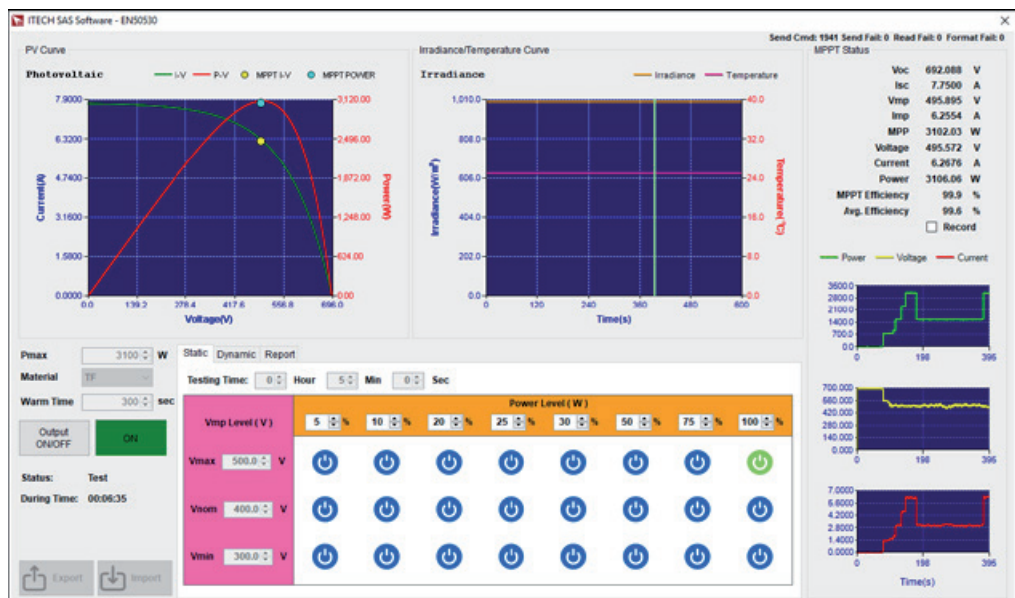 ITECH SAS Software - EN50530
Send Cmd: 1941 Send Fail: 0 Read Fail: 0 Format Fail: 0
PV Curve
Photovoltaic
I-V P-V MPPT I-V MPPT POWER
7.9000
6.3200
4.7400
3.1600
1.5800
0.0000
Current(A)
3,120.00
2,496.00
1,872.00
1,248.00
624.00
0.00
Power(W)
0.0 139.2 278.4 417.6 556.8 696.0
Voltage(V)
Irradiance/Temperature Curve
Irradiance
Irradiance Temperature
1,010.0
808.0
606.0
404.0
202.0
0.0
Irradiance(W/m²)
40.0
32.0
24.0
16.0
8.0
0.0
Temperature(°C)
0 120 240 360 480 600
Time(s)
MPPT Status
Voc 692.088 V
Isc 7.7500 A
Vmp 495.895 V
Imp 6.2554 A
MPP 3102.03 W
Voltage 495.572 V
Current 6.2676 A
Power 3106.06 W
MPPT Efficiency 99.9 %
Avg. Efficiency 99.6 %
Record
Power Voltage Current
3600.0
2800.0
2100.0
1400.0
700.0
0.0
0 198 395
700.000
560.000
420.000
280.000
140.000
0.000
0 198 395
7.0000
5.6000
4.2000
2.8000
1.4000
0.0000
0 198 395
Time(s)
Pmax 3100 W
Material TF
Warm Time 300 sec
Output
ON/OFF
ON
Status: Test
During Time: 00:06:35
Export Import
Static Dynamic Report
Testing Time: 0 Hour 5 Min 0 Sec
Vmp Level ( V )
Power Level ( W )
5 % 10 % 20 % 25 % 30 % 50 % 75 % 100 %
Vmax 500.0 V
Vnom 400.0 V
Vmin 300.0 V